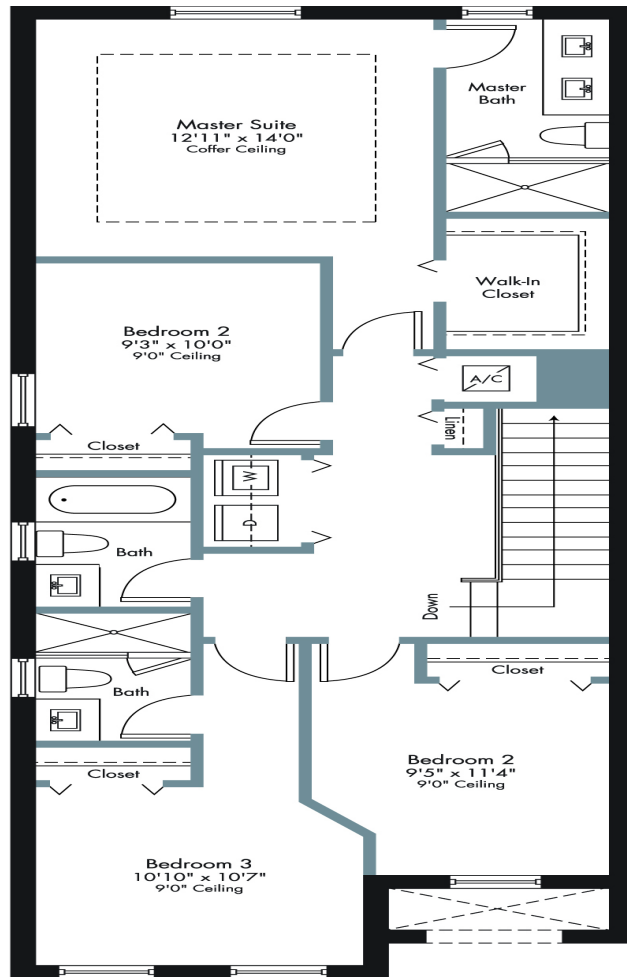 Master Suite
12'11" x 14'0"
Coffer Ceiling
Master
Bath
Walk-In
Closet
Bedroom 2
9'3" x 10'0"
9'0" Ceiling
A/C
Linen
Closet
W
D
Bath
Down
Bath
Closet
Closet
Bedroom 2
9'5" x 11'4"
9'0" Ceiling
Bedroom 3
10'10" x 10'7"
9'0" Ceiling